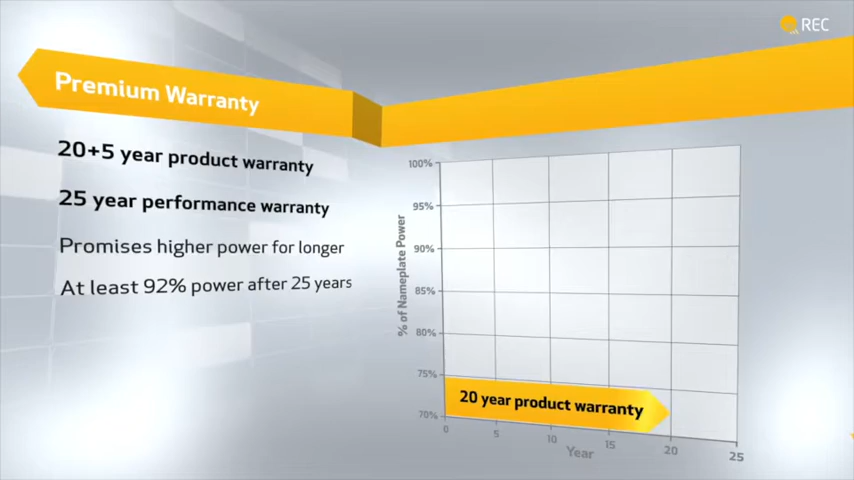 REC
Premium Warranty
20+5 year product warranty
25 year performance warranty
Promises higher power for longer
At least 92% power after 25 years
% of Nameplate Power
100%
95%
90%
85%
80%
75%
70%
20 year product warranty
0 5 10 15 20 25
Year